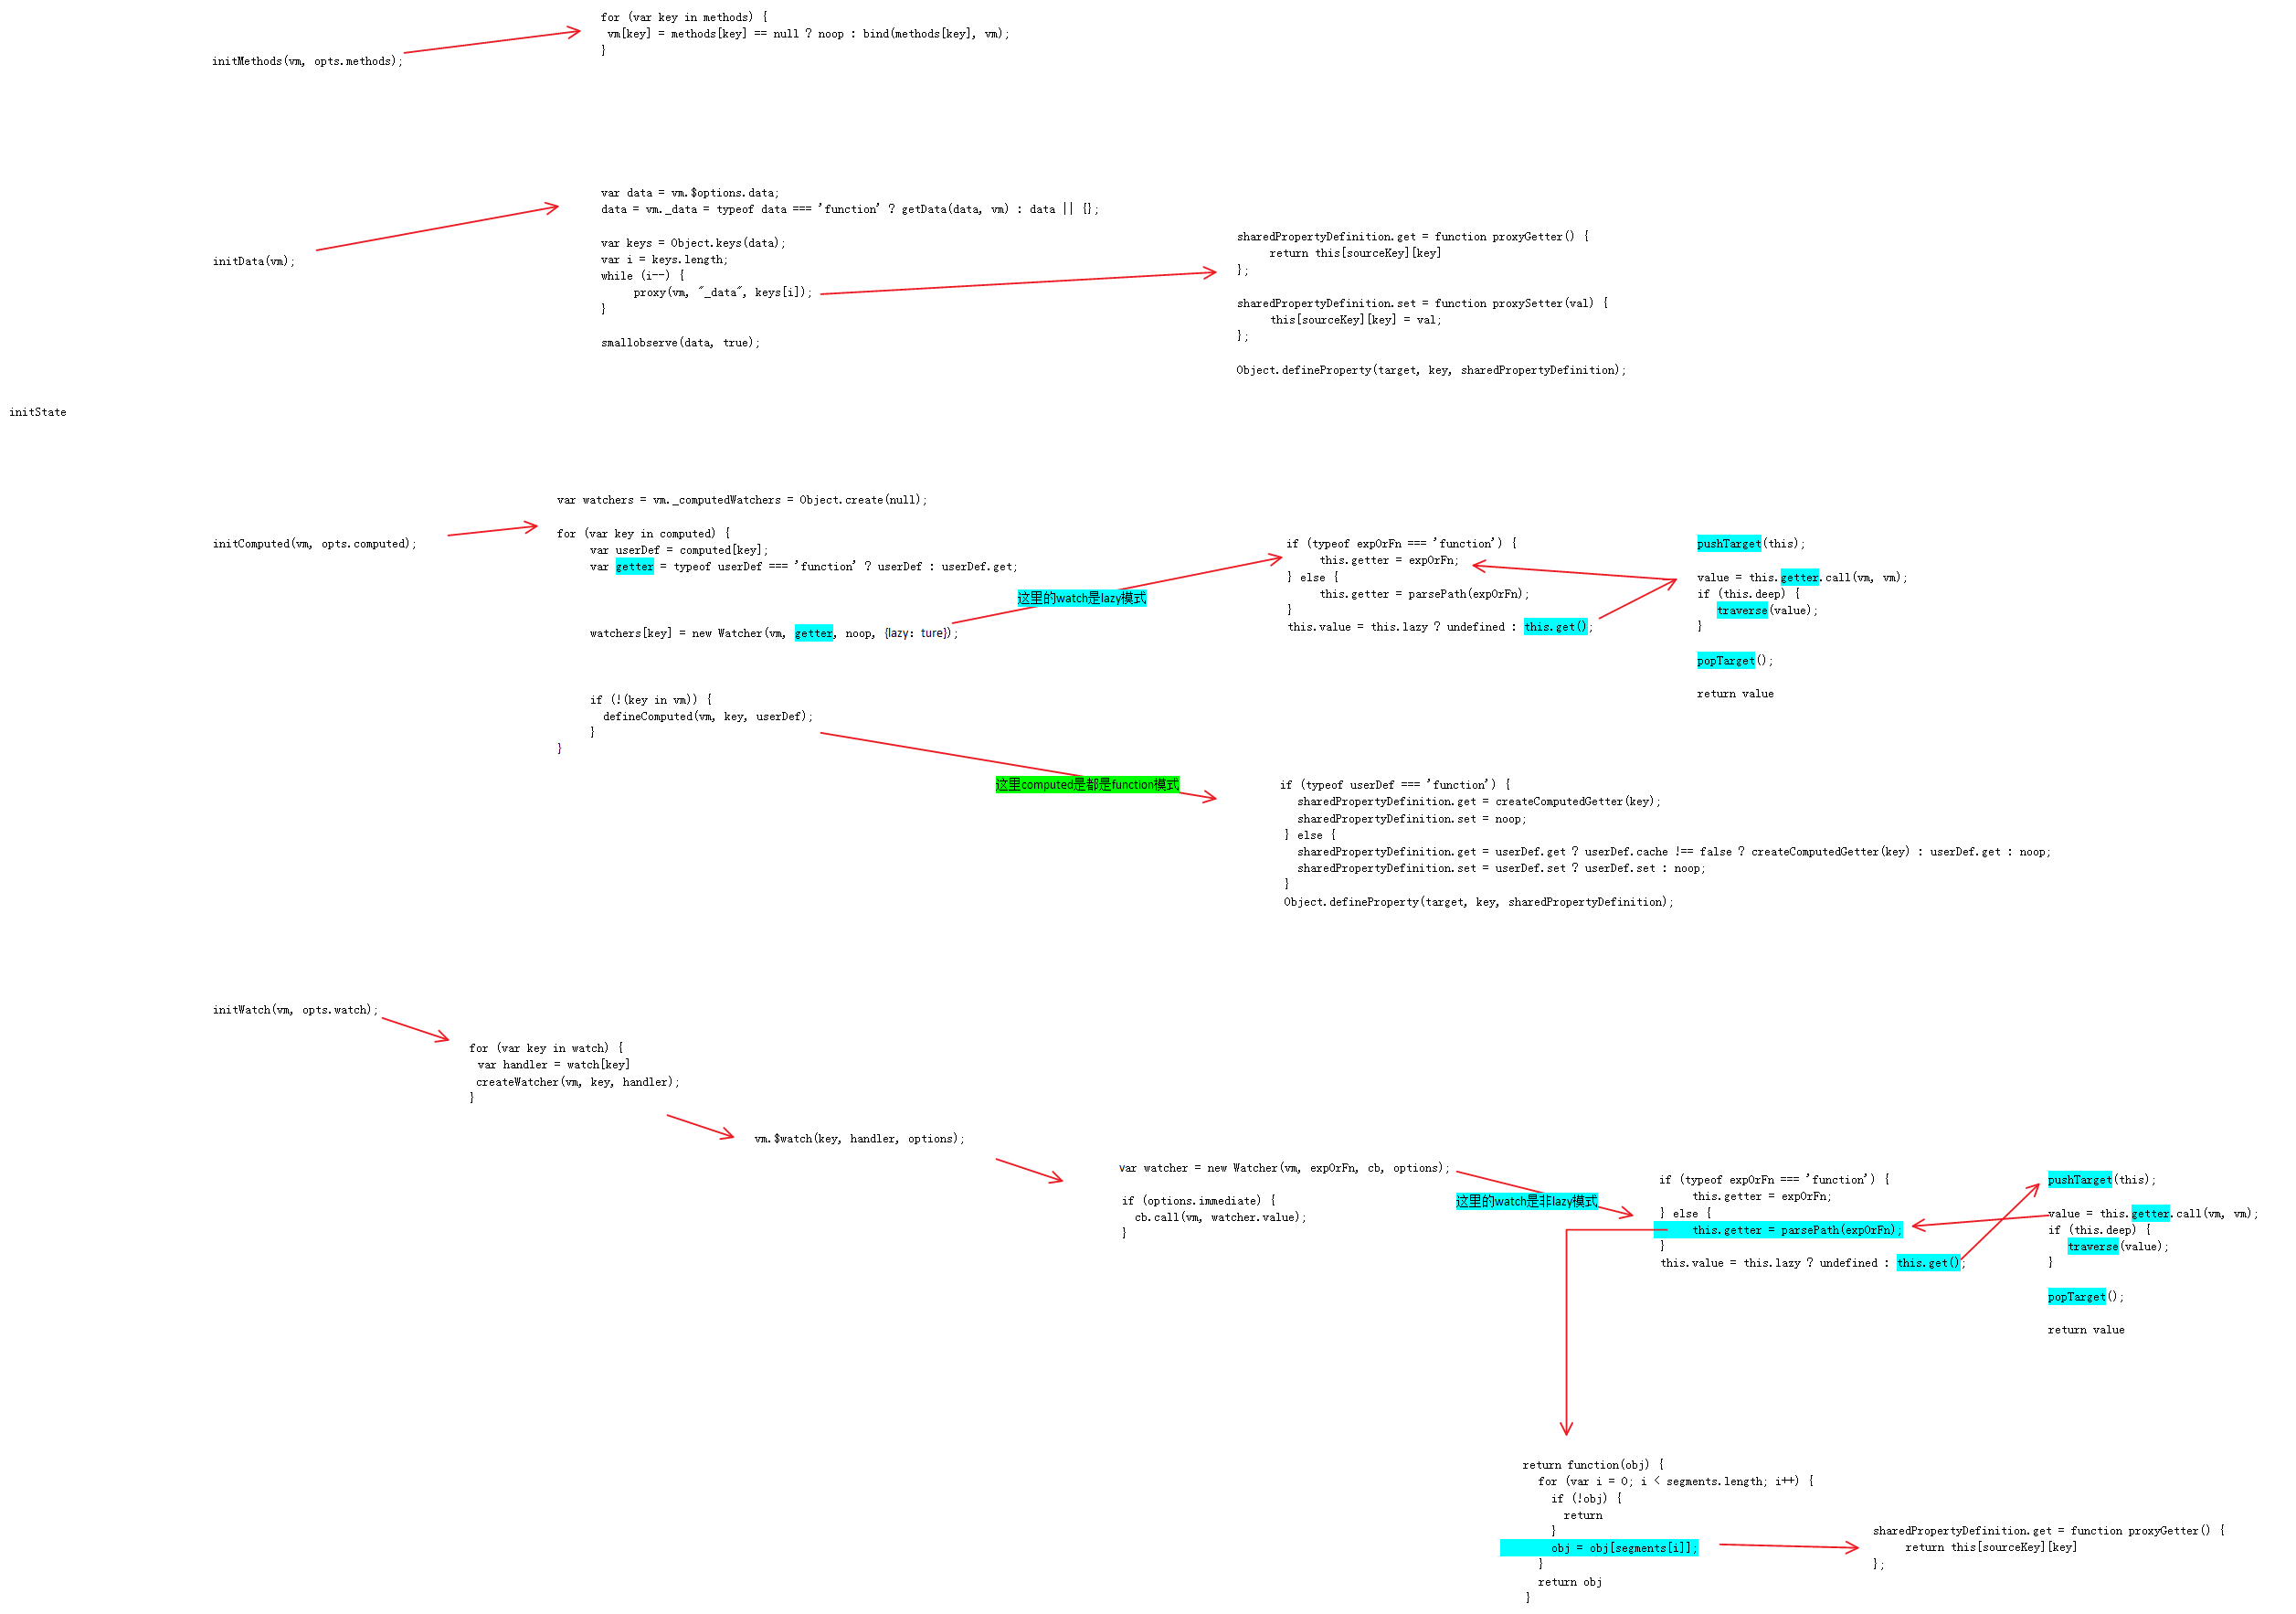 for (var key in methods) {
vm[key] = methods[key] == null ? noop : bind(methods[key], vm);
}
initMethods(vm, opts.methods);
var data = vm.$options.data;
data = vm._data = typeof data === 'function' ? getData(data, vm) : data || {};
var keys = Object.keys(data);
var i = keys.length;
while (i--) {
proxy(vm, "_data", keys[i]);
}
smallobserve(data, true);
initData(vm);
sharedPropertyDefinition.get = function proxyGetter() {
return this[sourceKey][key]
};
sharedPropertyDefinition.set = function proxySetter(val) {
this[sourceKey][key] = val;
};
Object.defineProperty(target, key, sharedPropertyDefinition);
initState
var watchers = vm._computedWatchers = Object.create(null);
initComputed(vm, opts.computed);
for (var key in computed) {
var userDef = computed[key];
var getter = typeof userDef === 'function' ? userDef : userDef.get;
这里的watch是lazy模式
watchers[key] = new Watcher(vm, getter, noop, {lazy: ture});
if (!(key in vm)) {
defineComputed(vm, key, userDef);
}
}
if (typeof expOrFn === 'function') {
this.getter = expOrFn;
} else {
this.getter = parsePath(expOrFn);
}
this.value = this.lazy ? undefined : this.get();
pushTarget(this);
value = this.getter.call(vm, vm);
if (this.deep) {
traverse(value);
}
popTarget();
return value
这里computed是都是function模式
if (typeof userDef === 'function') {
sharedPropertyDefinition.get = createComputedGetter(key);
sharedPropertyDefinition.set = noop;
} else {
sharedPropertyDefinition.get = userDef.get ? userDef.cache !== false ? createComputedGetter(key) : userDef.get : noop;
sharedPropertyDefinition.set = userDef.set ? userDef.set : noop;
}
Object.defineProperty(target, key, sharedPropertyDefinition);
initWatch(vm, opts.watch);
for (var key in watch) {
var handler = watch[key]
createWatcher(vm, key, handler);
}
vm.$watch(key, handler, options);
var watcher = new Watcher(vm, expOrFn, cb, options);
if (options.immediate) {
cb.call(vm, watcher.value);
}
这里的watch是非lazy模式
if (typeof expOrFn === 'function') {
this.getter = expOrFn;
} else {
this.getter = parsePath(expOrFn);
}
this.value = this.lazy ? undefined : this.get();
pushTarget(this);
value = this.getter.call(vm, vm);
if (this.deep) {
traverse(value);
}
popTarget();
return value
return function(obj) {
for (var i = 0; i < segments.length; i++) {
if (!obj) {
return
}
obj = obj[segments[i]];
}
return obj
}
sharedPropertyDefinition.get = function proxyGetter() {
return this[sourceKey][key]
};